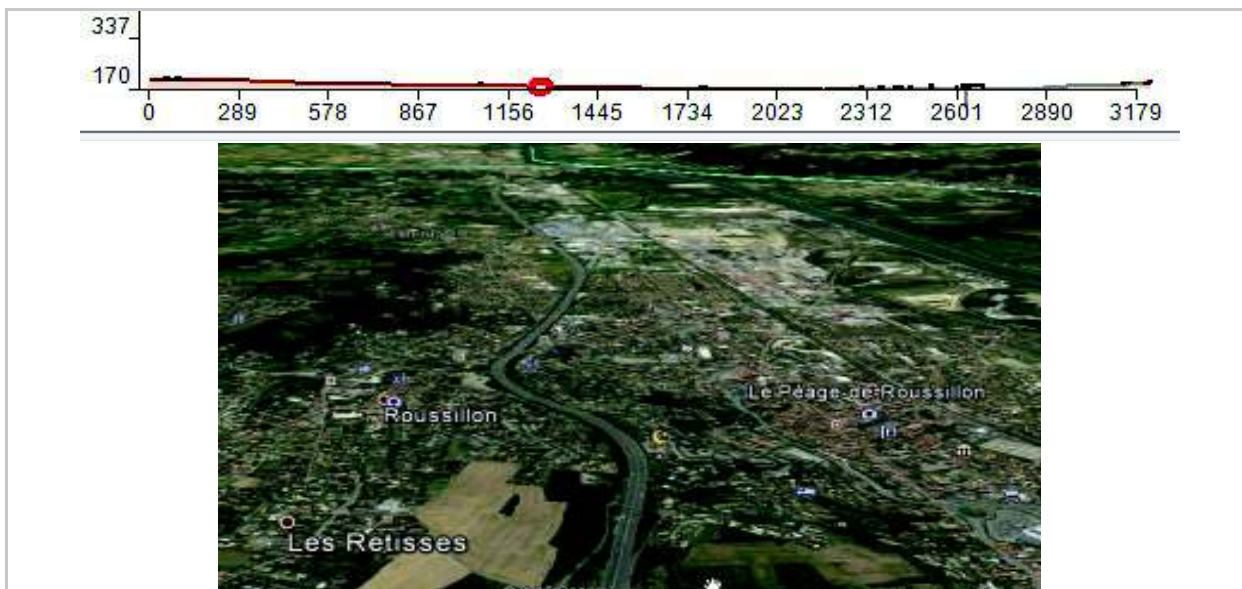 337
170
0 289 578 867 1156 1445 1734 2023 2312 2601 2890 3179
Le Péage-de-Roussillon
Roussillon
Les Retisses